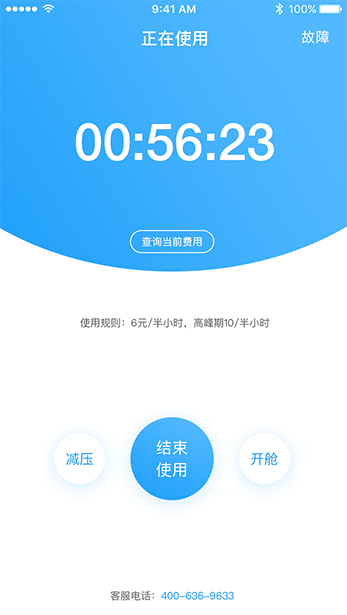 9:41 AM 100%
正在使用 故障
00:56:23
查询当前费用
使用规则：6元/半小时，高峰期10/半小时
减压 结束 开舱
使用
客服电话：400-636-9633